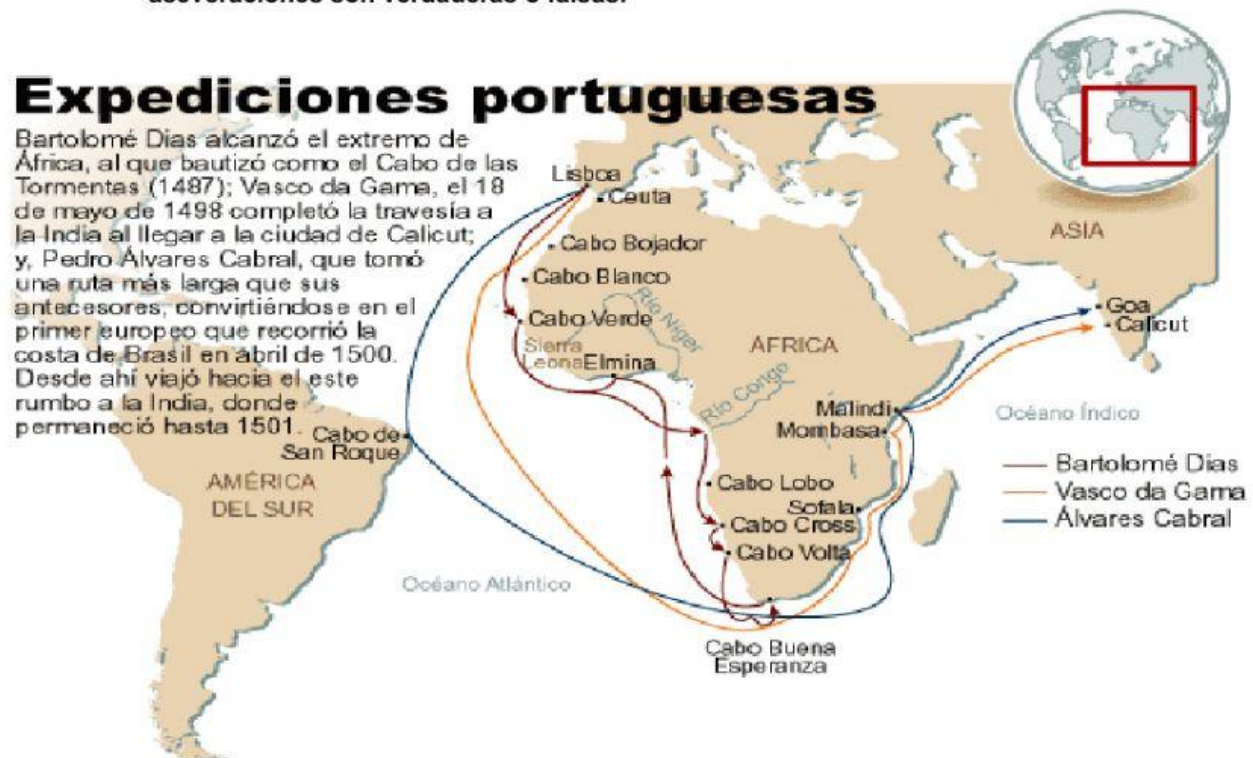 aseveraciones son verdaderas o falsas.
Expediciones portuguesas
Bartolomé Dias alcanzó el extremo de
África, al que bautizó como el Cabo de las
Tormentas (1487); Vasco da Gama, el 18
de mayo de 1498 completó la travesía a
la India al llegar a la ciudad de Calicut;
y, Pedro Álvares Cabral, que tomó
una ruta más larga que sus
antecesores, convirtiéndose en el
primer europeo que recorrió la
costa de Brasil en abril de 1500.
Desde ahí viajó hacia el este
rumbo a la India, donde
permaneció hasta 1501.
Lisboa
Ceuta
Cabo Bojador
Cabo Blanco
Cabo Verde
Río Niger
Sierra
Leona
Elmina
AFRICA
Río Congo
ASIA
Goa
Calicut
Malindi
Mombasa
Océano Índico
Cabo de
San Roque
AMÉRICA
DEL SUR
Cabo Lobo
Sofala
Cabo Cross
Cabo Volta
Océano Atlántico
Cabo Buena
Esperanza
Bartolomé Dias
Vasco da Gama
Álvares Cabral